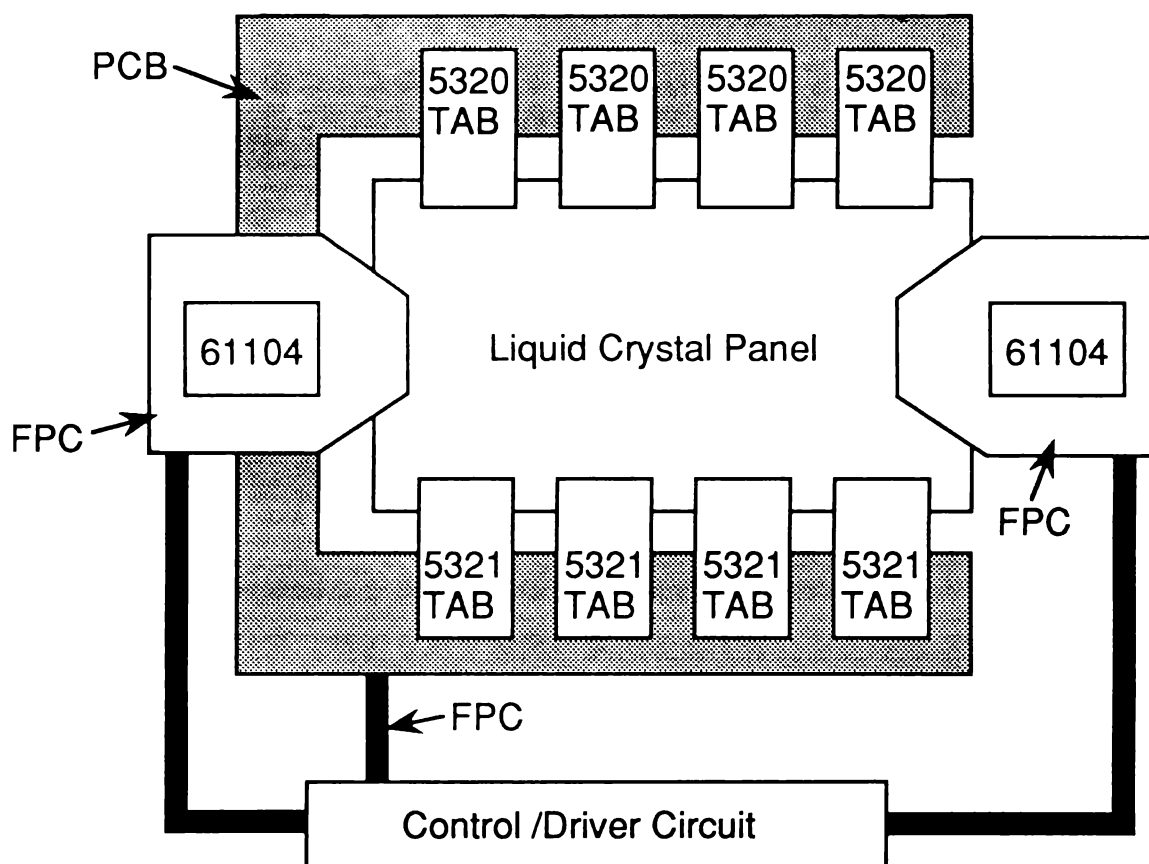 PCB
5320
TAB
5320
TAB
5320
TAB
5320
TAB
61104
Liquid Crystal Panel
61104
FPC
FPC
5321
TAB
5321
TAB
5321
TAB
5321
TAB
FPC
Control /Driver Circuit